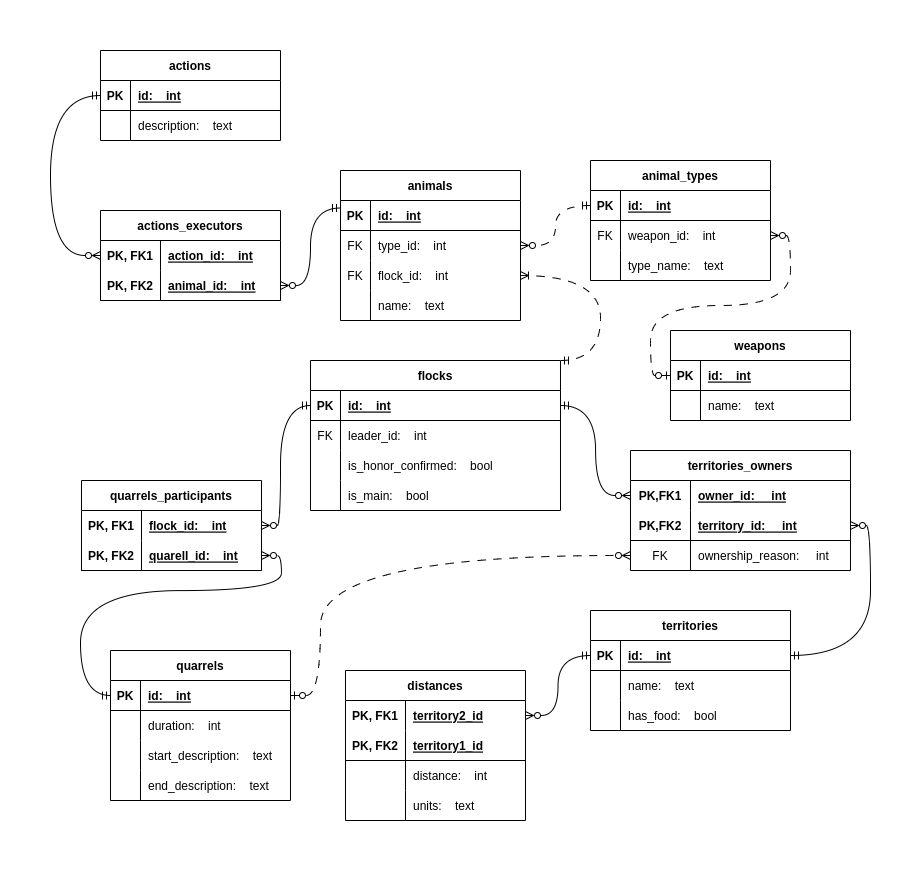 actions
PK id: int
description: text
actions_executors
PK, FK1 action_id: int
PK, FK2 animal_id: int
animals
PK id: int
FK type_id: int
FK flock_id: int
name: text
animal_types
PK id: int
FK weapon_id: int
type_name: text
weapons
PK id: int
name: text
flocks
PK id: int
FK leader_id: int
is_honor_confirmed: bool
is_main: bool
territories_owners
PK,FK1 owner_id: int
PK,FK2 territory_id: int
FK ownership_reason: int
quarrels_participants
PK, FK1 flock_id: int
PK, FK2 quarell_id: int
quarrels
PK id: int
duration: int
start_description: text
end_description: text
distances
PK, FK1 territory2_id
PK, FK2 territory1_id
distance: int
units: text
territories
PK id: int
name: text
has_food: bool